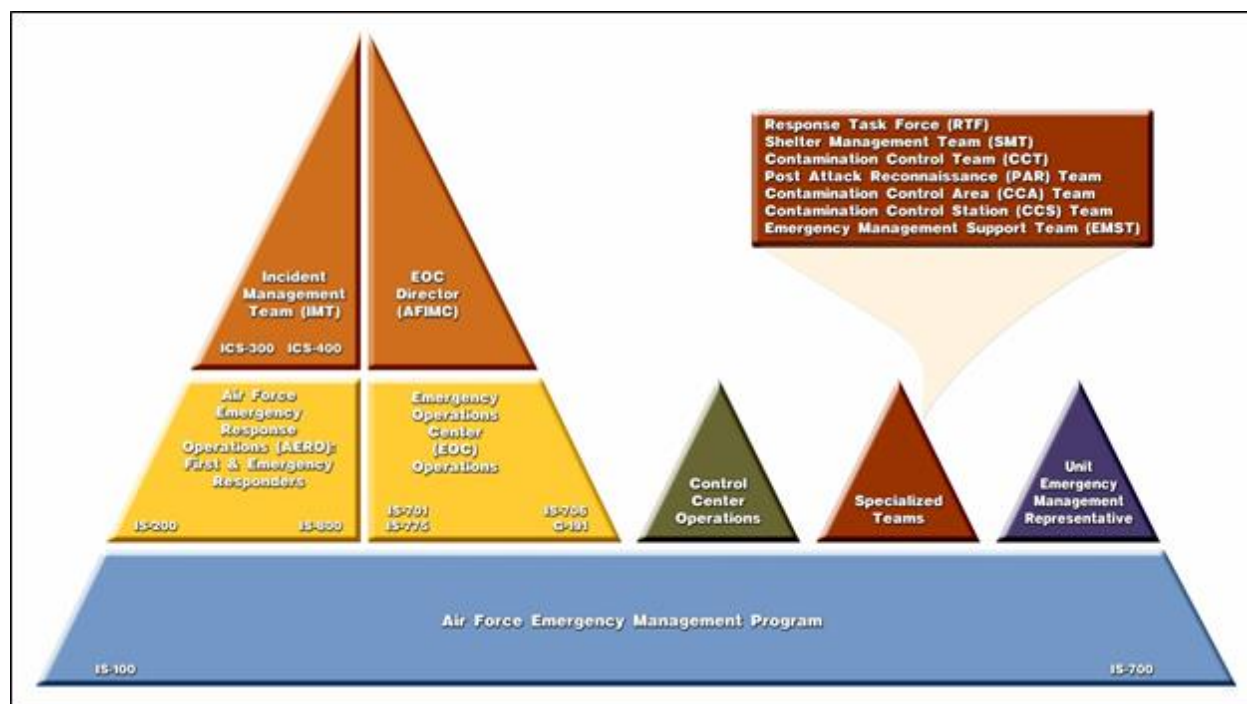 Incident
Management
Team (IMT)
ICS-300 ICS-400
EOC
Director
(AFIMC)
Response Task Force (RTF)
Shelter Management Team (SMT)
Contamination Control Team (CCT)
Post Attack Reconnaissance (PAR) Team
Contamination Control Area (CCA) Team
Contamination Control Station (CCS) Team
Emergency Management Support Team (EMST)
Air Force
Emergency
Response
Operations (AERO):
First & Emergency
Responders
IS-200 IS-800
Emergency
Operations
Center
(EOC)
Operations
IS-701 IS-706
IS-775 G-191
Control
Center
Operations
Specialized
Teams
Unit
Emergency
Management
Representative
Air Force Emergency Management Program
IS-100 IS-700